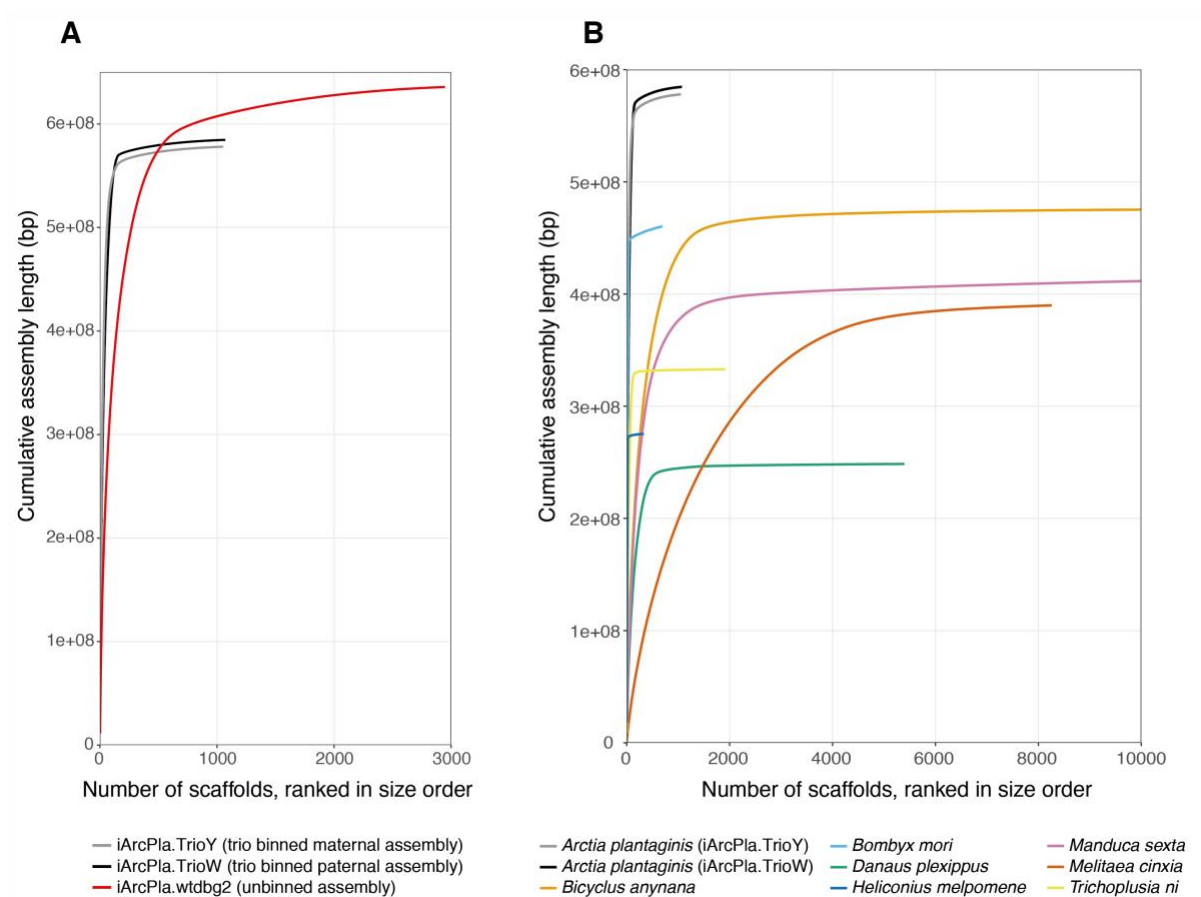 A
Cumulative assembly length (bp)
6e+08
5e+08
4e+08
3e+08
2e+08
1e+08
0
0 1000 2000 3000
Number of scaffolds, ranked in size order
iArcPla.TrioY (trio binned maternal assembly)
iArcPla.TrioW (trio binned paternal assembly)
iArcPla.wtdbg2 (unbinned assembly)
B
Cumulative assembly length (bp)
6e+08
5e+08
4e+08
3e+08
2e+08
1e+08
0
0 2000 4000 6000 8000 10000
Number of scaffolds, ranked in size order
Arctia plantaginis (iArcPla.TrioY)
Arctia plantaginis (iArcPla.TrioW)
Bicyclus anynana
Bombyx mori
Danaus plexippus
Heliconius melpomene
Manduca sexta
Melitaea cinxia
Trichoplusia ni